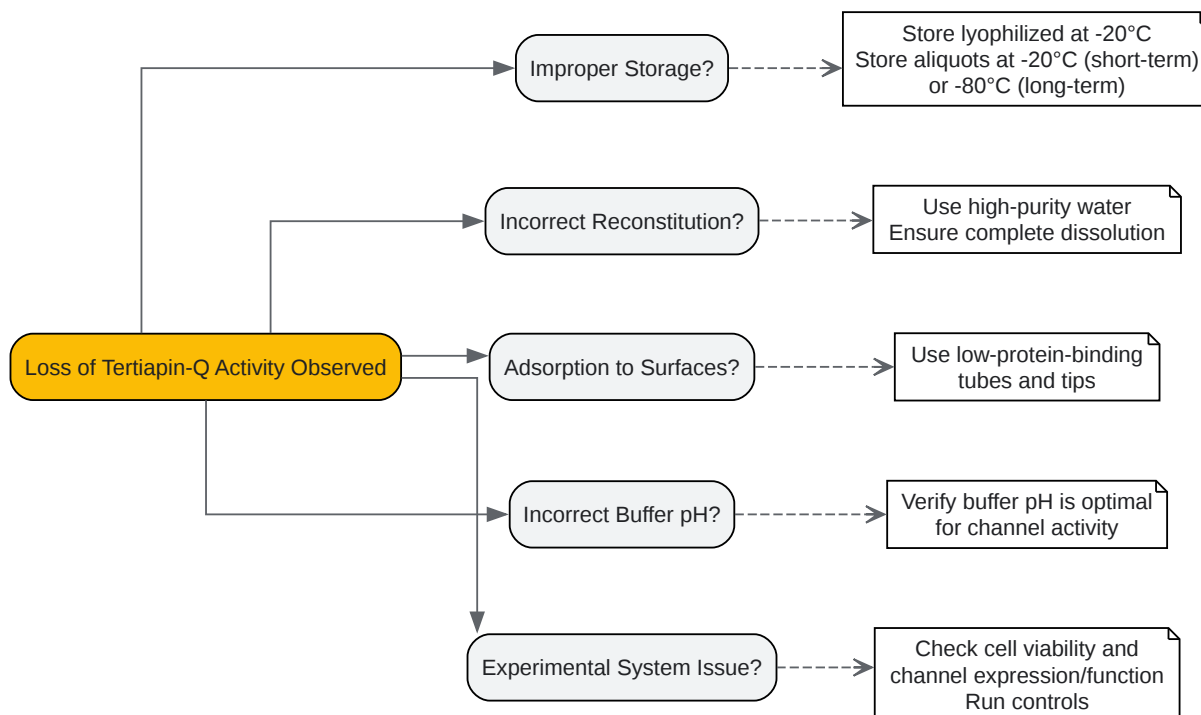 Improper Storage?
Store lyophilized at -20°C
Store aliquots at -20°C (short-term)
or -80°C (long-term)
Incorrect Reconstitution?
Use high-purity water
Ensure complete dissolution
Loss of Tertiapin-Q Activity Observed
Adsorption to Surfaces?
Use low-protein-binding
tubes and tips
Incorrect Buffer pH?
Verify buffer pH is optimal
for channel activity
Experimental System Issue?
Check cell viability and
channel expression/function
Run controls